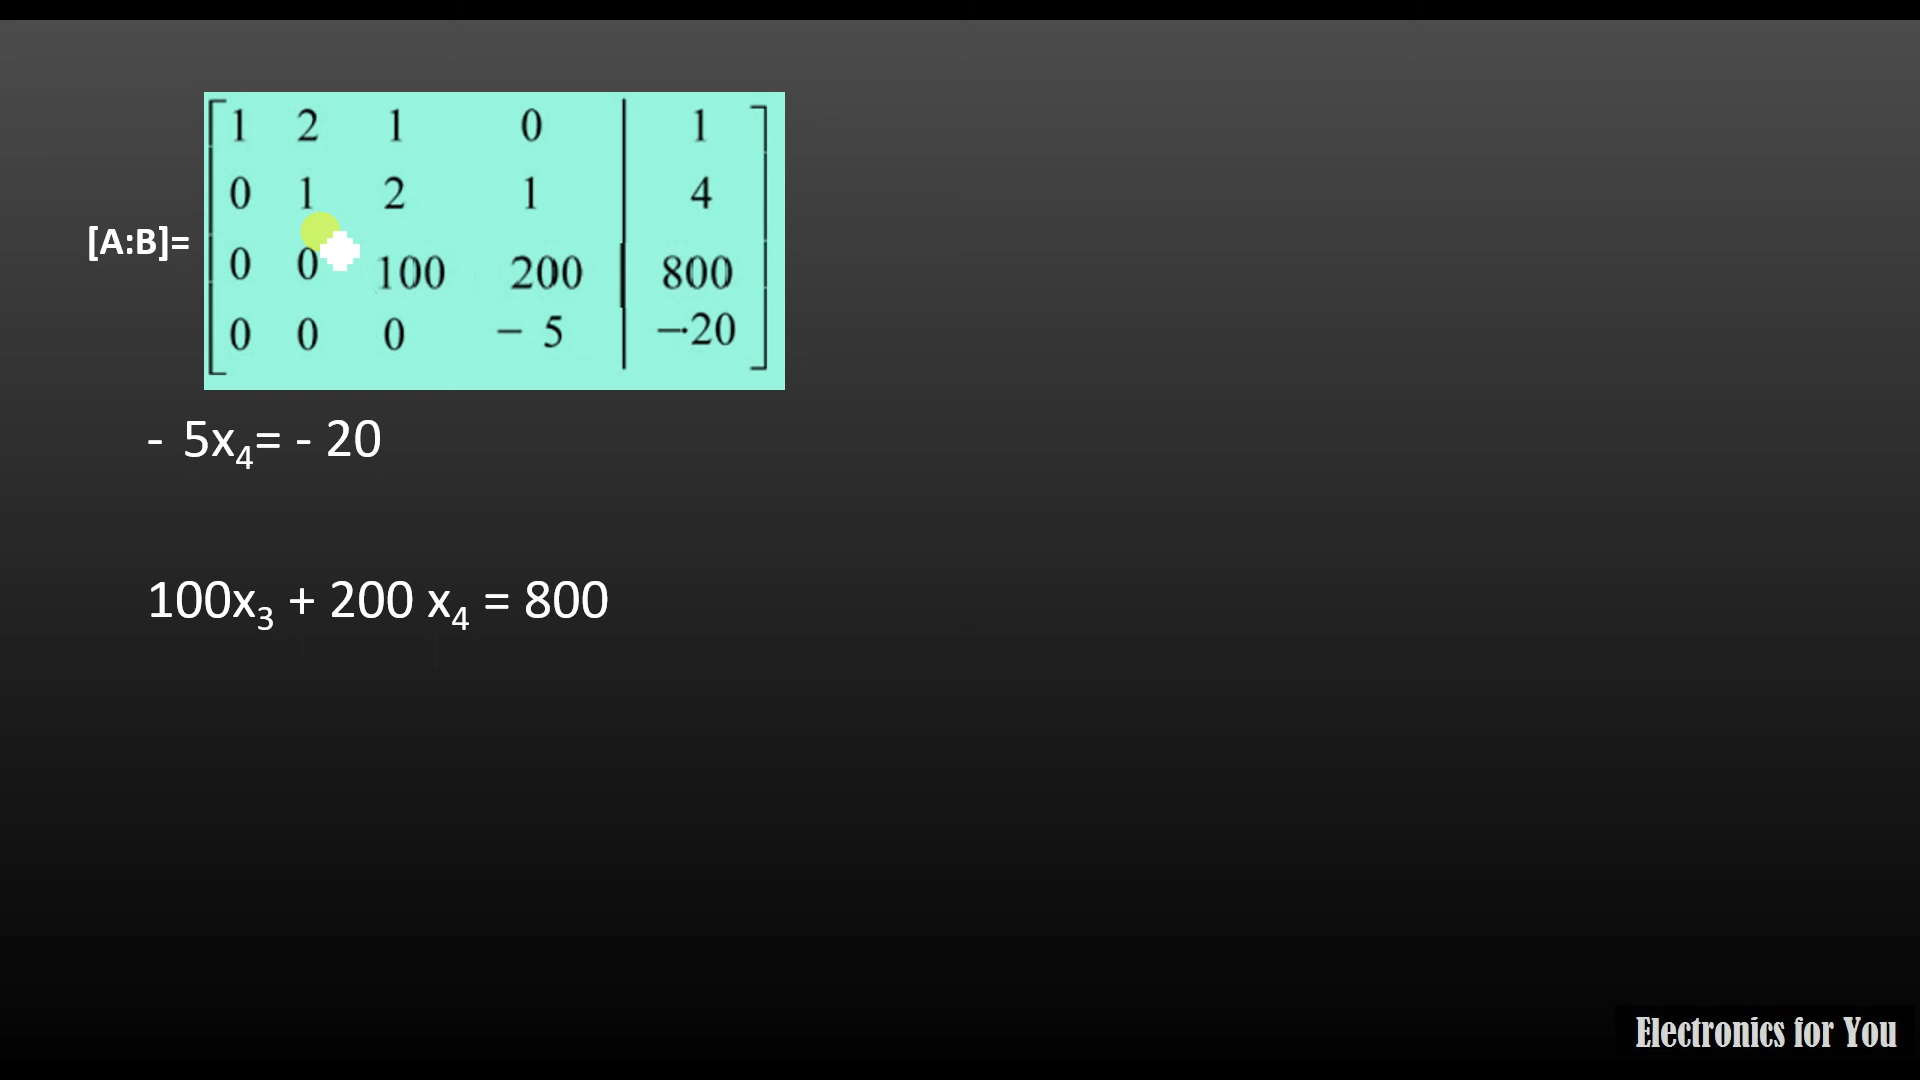 1 2 1 0 | 1
0 1 2 1 | 4
[A:B]=
0 0 100 200 | 800
0 0 0 - 5 | -20
- 5x₄= - 20
100x₃ + 200 x₄ = 800
Electronics for You